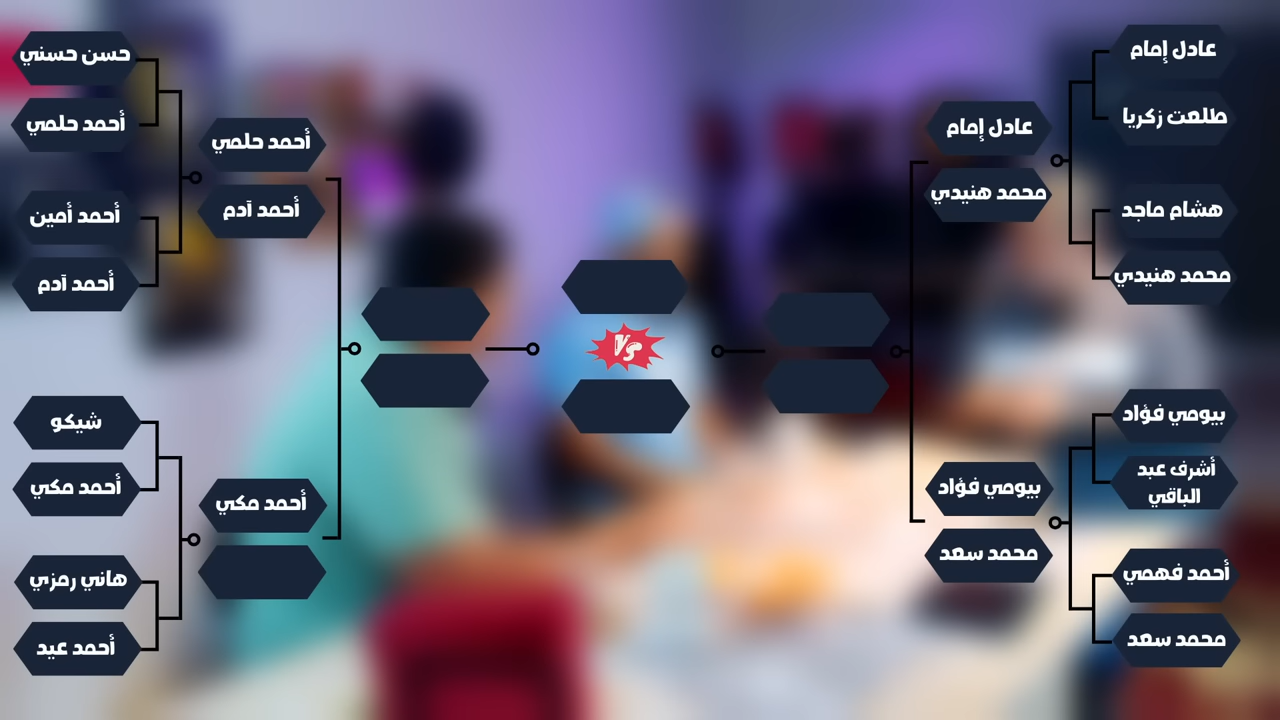 حسن حسني
أحمد حلمي
أحمد أمين
أحمد آدم
شيكو
أحمد مكي
هاني رمزي
أحمد عيد
أحمد حلمي
أحمد آدم
أحمد مكي
VS
عادل إمام
محمد هنيدي
بيومي فؤاد
محمد سعد
عادل إمام
طلعت زكريا
هشام ماجد
محمد هنيدي
بيومي فؤاد
أشرف عبد
الباقي
أحمد فهمي
محمد سعد